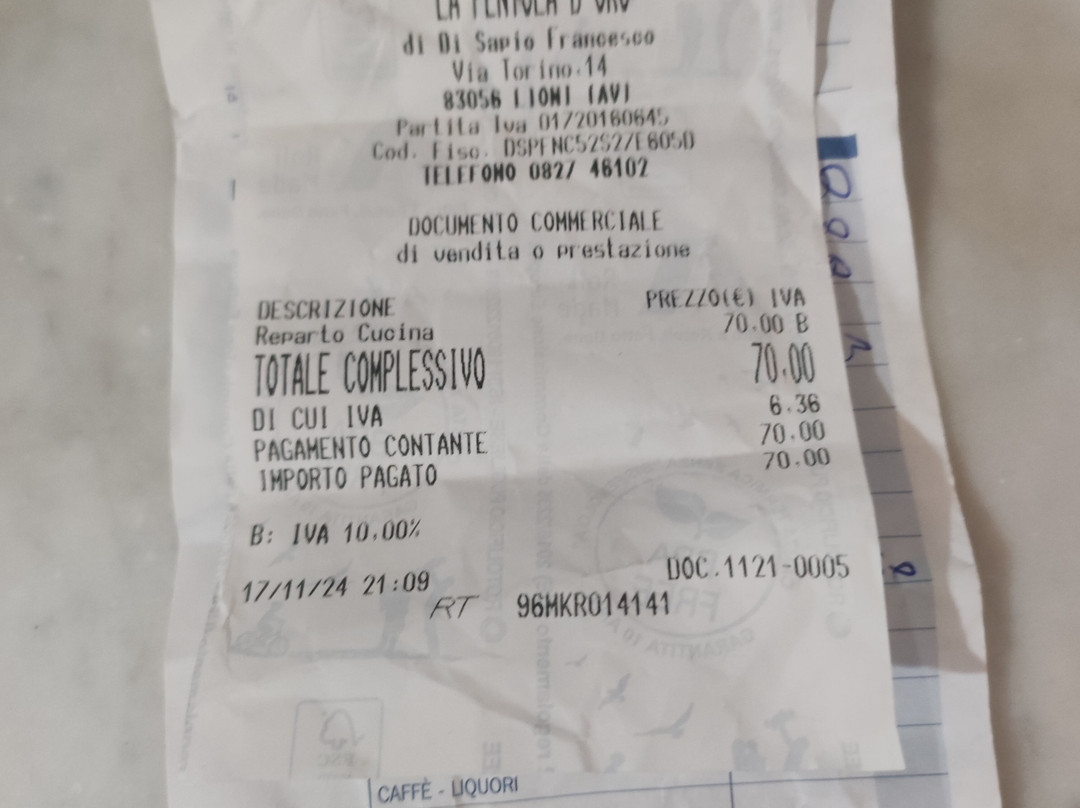 LA PENTOLA D'ORO
di Di Sapio Francesco
Via Torino.14
83056 LIONI (AV)
Partita Iva 01720160645
Cod. Fisc. DSPFNC52S27E605D
TELEFONO 0827 46102
DOCUMENTO COMMERCIALE
di vendita o prestazione
DESCRIZIONE PREZZO(€) IVA
Reparto Cucina 70.00 B
TOTALE COMPLESSIVO 70,00
DI CUI IVA 6.36
PAGAMENTO CONTANTE 70.00
IMPORTO PAGATO 70.00
B: IVA 10,00%
17/11/24 21:09 DOC.1121-0005
RT 96MKR014141
CAFFÈ - LIQUORI